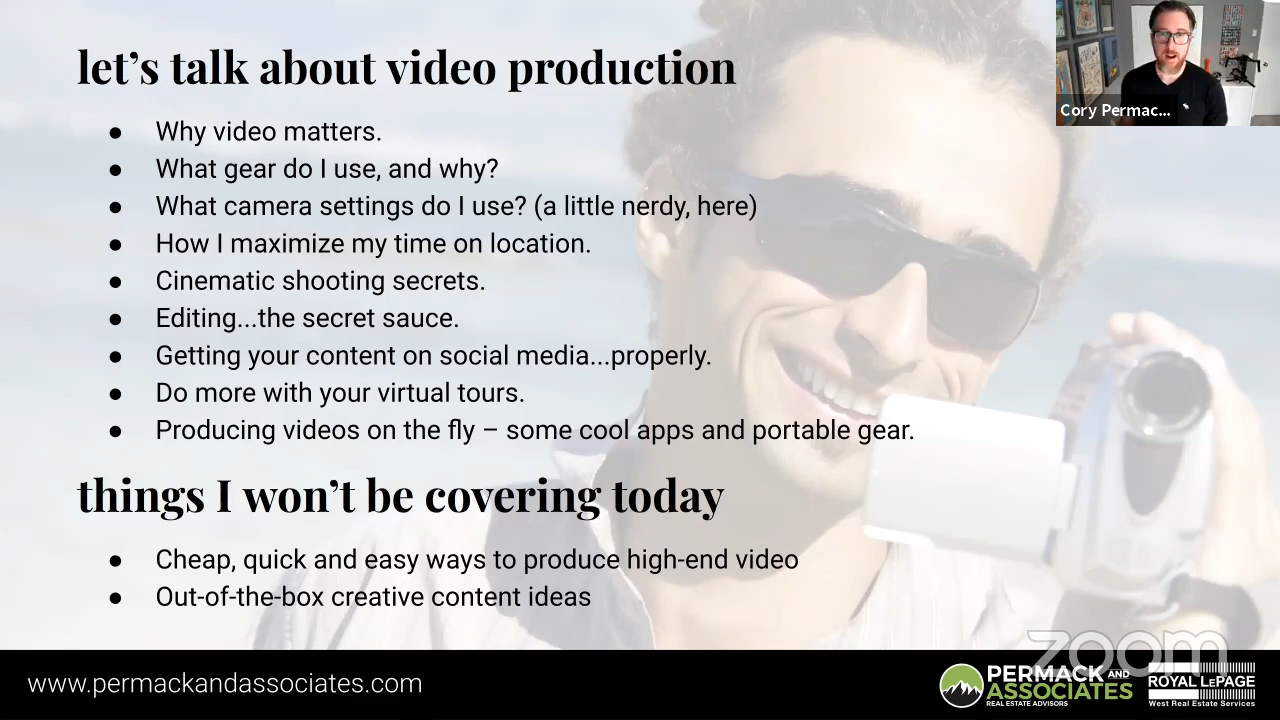 let’s talk about video production
● Why video matters.
● What gear do I use, and why?
● What camera settings do I use? (a little nerdy, here)
● How I maximize my time on location.
● Cinematic shooting secrets.
● Editing...the secret sauce.
● Getting your content on social media...properly.
● Do more with your virtual tours.
● Producing videos on the fly – some cool apps and portable gear.
things I won’t be covering today
● Cheap, quick and easy ways to produce high-end video
● Out-of-the-box creative content ideas
Cory Permac...
zoom
www.permackandassociates.com
PERMACK AND
ASSOCIATES
REAL ESTATE ADVISORS
ROYAL LEPAGE
West Real Estate Services